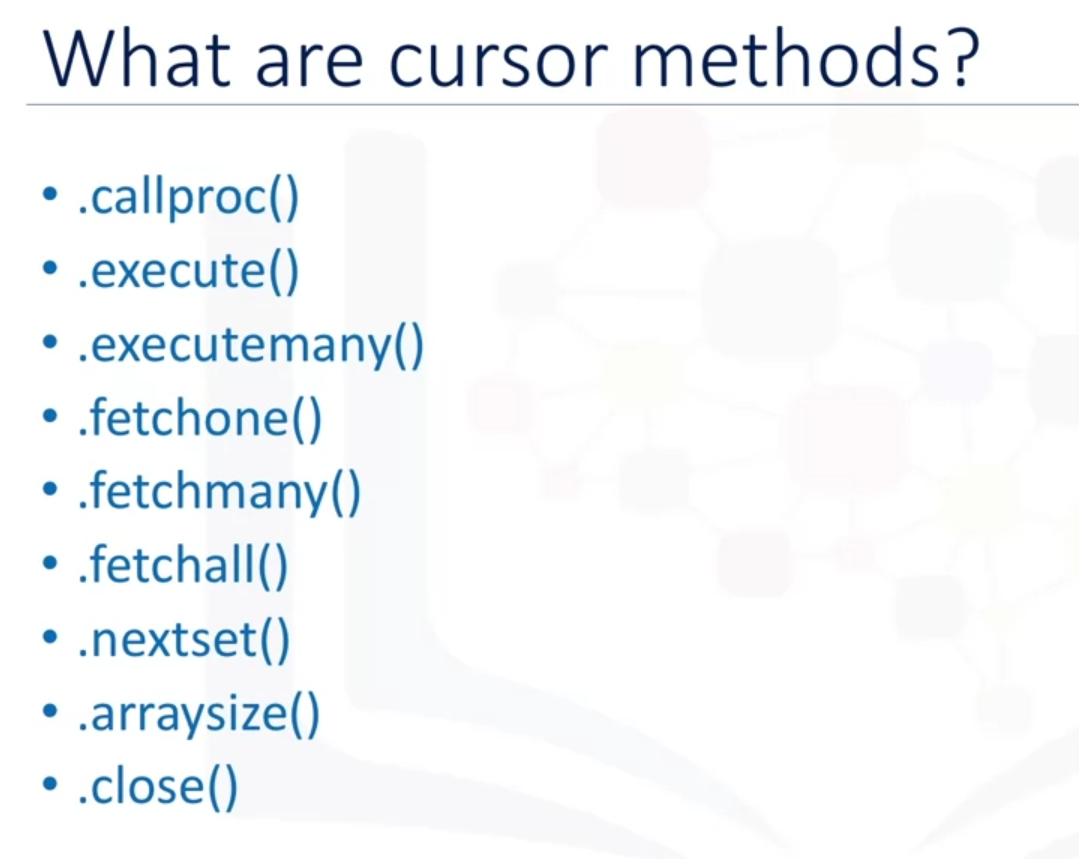 What are cursor methods?
• .callproc()
• .execute()
• .executemany()
• .fetchone()
• .fetchmany()
• .fetchall()
• .nextset()
• .arraysize()
• .close()